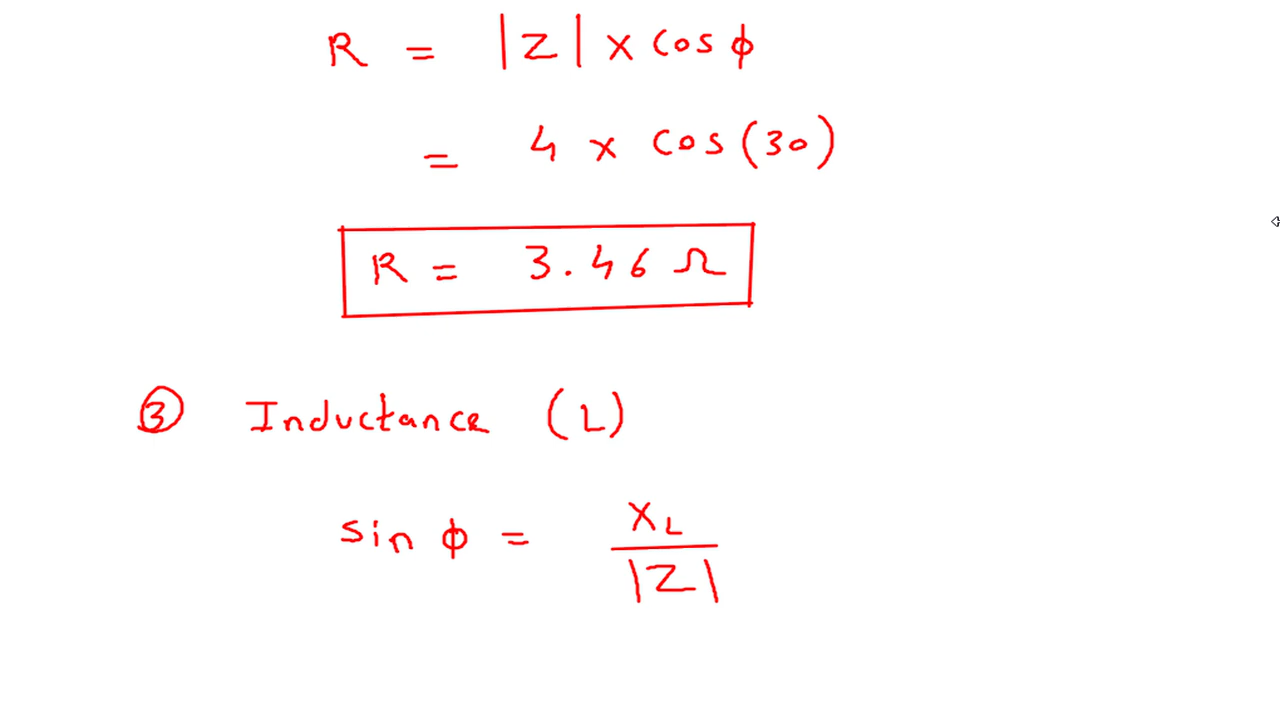 R = |Z| x cos ϕ
= 4 x cos(30)
R = 3.46 Ω
③ Inductance (L)
sin ϕ = X_L / |Z|